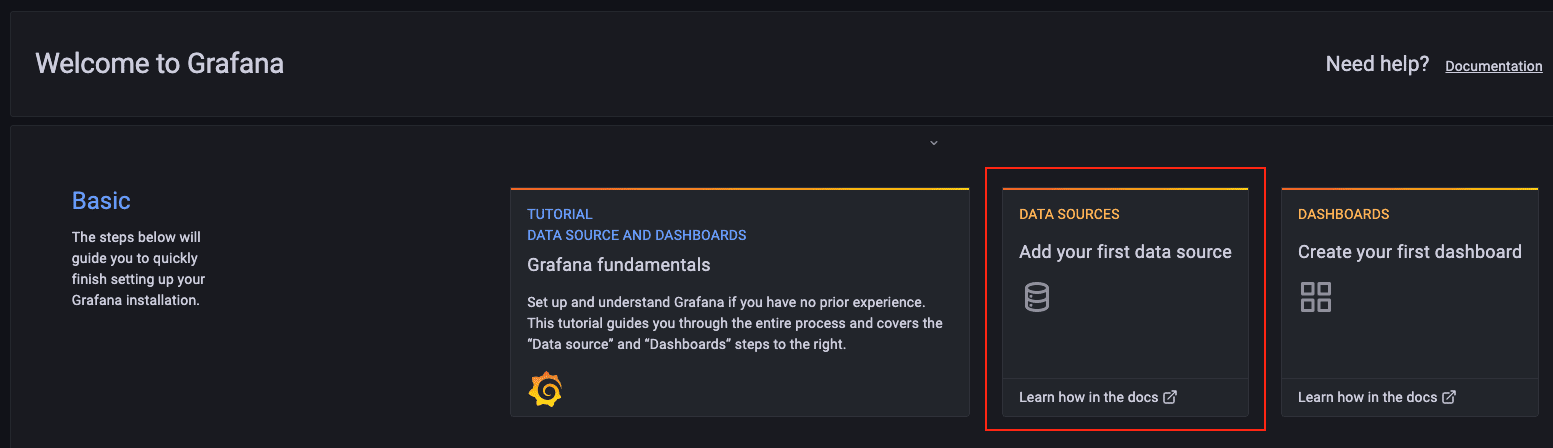 Welcome to Grafana
Need help? Documentation
Basic
The steps below will
guide you to quickly
finish setting up your
Grafana installation.
TUTORIAL
DATA SOURCE AND DASHBOARDS
Grafana fundamentals
Set up and understand Grafana if you have no prior experience.
This tutorial guides you through the entire process and covers the
“Data source” and “Dashboards” steps to the right.
DATA SOURCES
Add your first data source
Learn how in the docs
DASHBOARDS
Create your first dashboard
Learn how in the docs